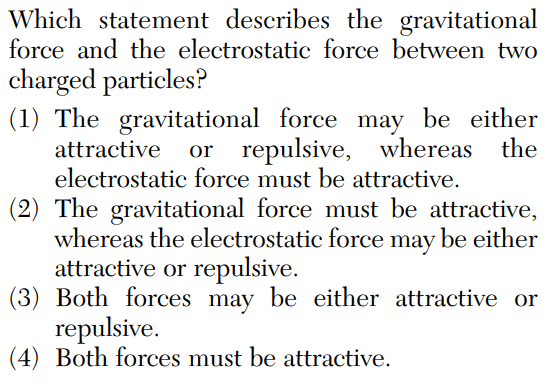 Which statement describes the gravitational
force and the electrostatic force between two
charged particles?
(1) The gravitational force may be either
attractive or repulsive, whereas the
electrostatic force must be attractive.
(2) The gravitational force must be attractive,
whereas the electrostatic force may be either
attractive or repulsive.
(3) Both forces may be either attractive or
repulsive.
(4) Both forces must be attractive.